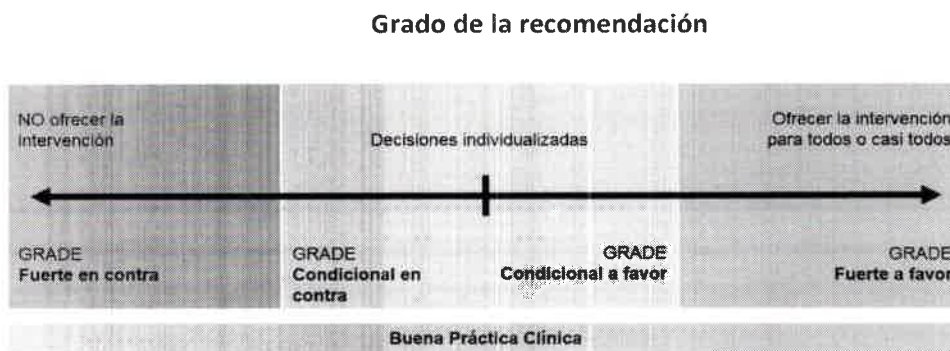 Grado de la recomendación
NO ofrecer la
intervención
Decisiones individualizadas
Ofrecer la intervención
para todos o casi todos
GRADE
Fuerte en contra
GRADE
Condicional en
contra
GRADE
Condicional a favor
GRADE
Fuerte a favor
Buena Práctica Clínica